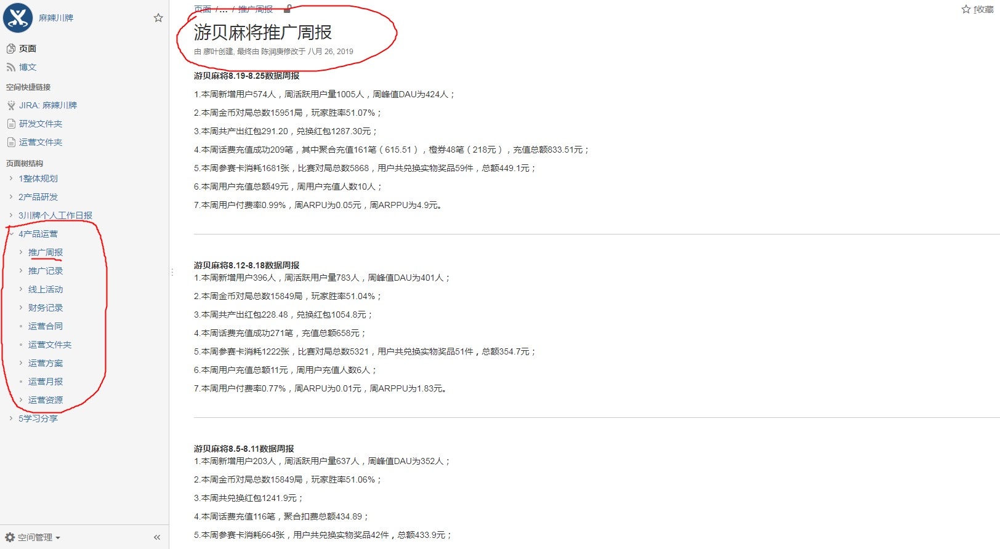 麻辣川牌
页面
博文
空间快捷链接
JIRA: 麻辣川牌
研发文件夹
运营文件夹
页面树结构
1整体规划
2产品研发
3川牌个人工作日报
4产品运营
推广周报
推广记录
线上活动
财务记录
运营合同
运营文件夹
运营方案
运营月报
运营资源
5学习分享
空间管理
页面 / ... / 推广周报
收藏
游贝麻将推广周报
由 廖叶创建, 最终由 陈润庚修改于 八月 26, 2019
游贝麻将8.19-8.25数据周报
1.本周新增用户574人，周活跃用户量1005人，周峰值DAU为424人；
2.本周金币对局总数15951局，玩家胜率51.07%；
3.本周共产出红包291.20，兑换红包1287.30元；
4.本周话费充值成功209笔，其中聚合充值161笔（615.51），橙券48笔（218元），充值总额833.51元；
5.本周参赛卡消耗1681张，比赛对局总数5868，用户共兑换实物奖品59件，总额449.1元；
6.本周用户充值总额49元，周用户充值人数10人；
7.本周用户付费率0.99%，周ARPU为0.05元，周ARPPU为4.9元。
游贝麻将8.12-8.18数据周报
1.本周新增用户396人，周活跃用户量783人，周峰值DAU为401人；
2.本周金币对局总数15849局，玩家胜率51.04%；
3.本周共产出红包228.48，兑换红包1054.8元；
4.本周话费充值成功271笔，充值总额658元；
5.本周参赛卡消耗1222张，比赛对局总数5321，用户共兑换实物奖品51件，总额354.7元；
6.本周用户充值总额11元，周用户充值人数6人；
7.本周用户付费率0.77%，周ARPU为0.01元，周ARPPU为1.83元。
游贝麻将8.5-8.11数据周报
1.本周新增用户203人，周活跃用户量637人，周峰值DAU为352人；
2.本周金币对局总数15849局，玩家胜率51.06%；
3.本周共兑换红包1241.9元；
4.本周话费充值116笔，聚合扣费总额434.89；
5.本周参赛卡消耗664张，用户共兑换实物奖品42件，总额433.9元；